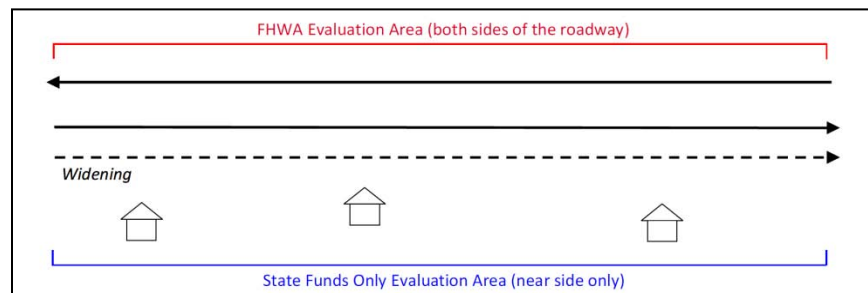 FHWA Evaluation Area (both sides of the roadway)
Widening
State Funds Only Evaluation Area (near side only)